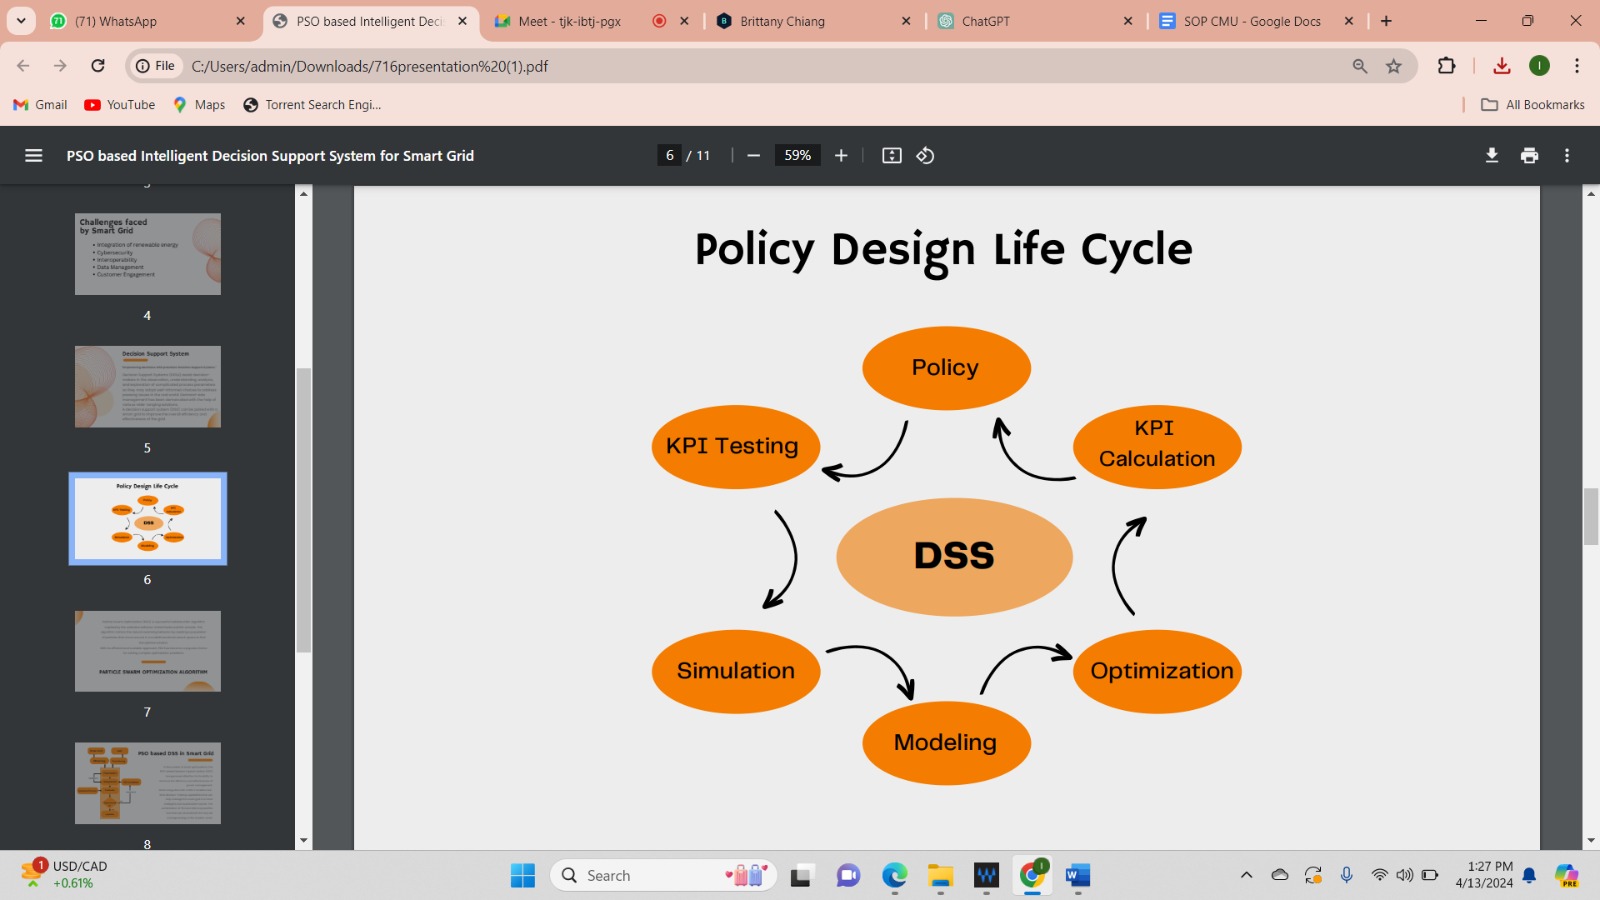 (71) WhatsApp
PSO based Intelligent Deci
Meet - tjk-ibtj-pgx
Brittany Chiang
ChatGPT
SOP CMU - Google Docs
File
C:/Users/admin/Downloads/716presentation%20(1).pdf
Gmail
YouTube
Maps
Torrent Search Engi...
All Bookmarks
PSO based Intelligent Decision Support System for Smart Grid
6 / 11
59%
Challenges faced
by Smart Grid
Integration of renewable energy
Cybersecurity
Interoperability
Data Management
Customer Engagement
4
Decision Support System
5
Policy Design Life Cycle
DSS
6
PARTICLE SWARM OPTIMIZATION ALGORITHM
7
PSO based DSS in Smart Grid
8
Policy Design Life Cycle
Policy
KPI Testing
KPI
Calculation
DSS
Simulation
Optimization
Modeling
1
USD/CAD
+0.61%
Search
1:27 PM
4/13/2024
PRE